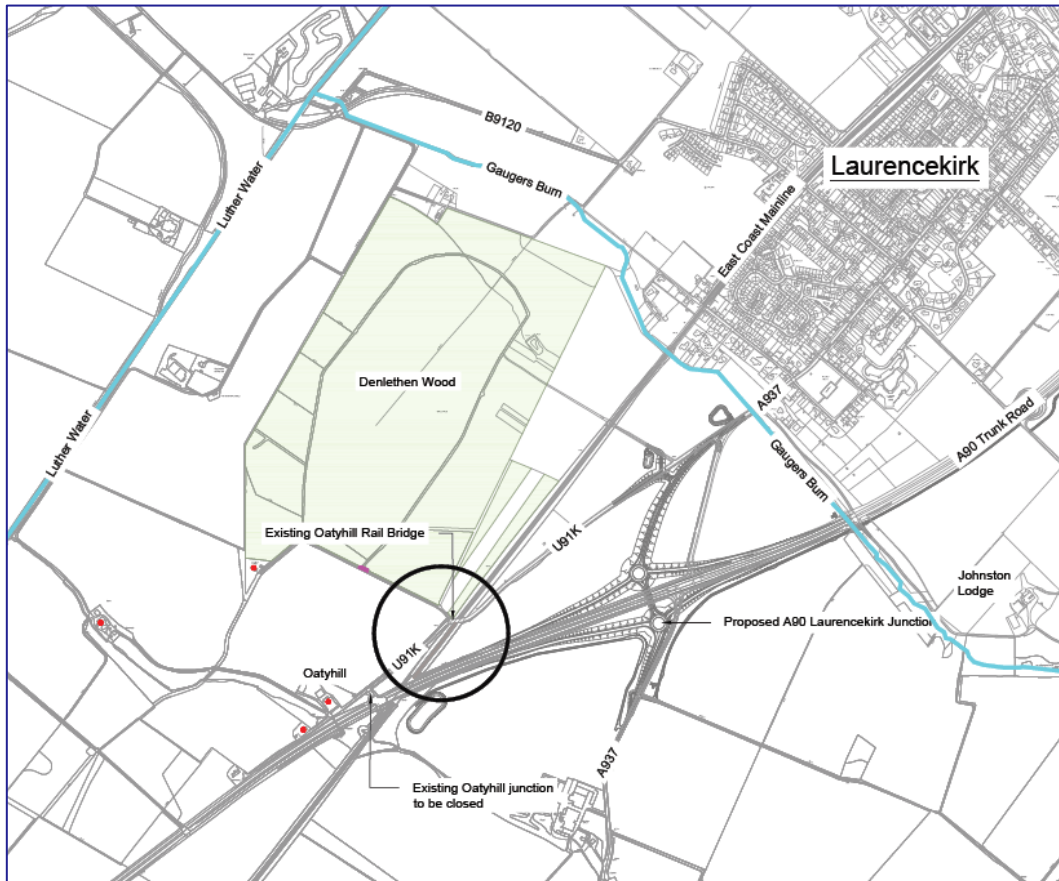 B9120
Gaugers Burn
Laurencekirk
Luther Water
East Coast Mainline
Denlethen Wood
A937
A90 Trunk Road
Luther Water
Gaugers Burn
Existing Oatyhill Rail Bridge
U91K
Johnston
Lodge
Proposed A90 Laurencekirk Junction
U91K
Oatyhill
A937
Existing Oatyhill junction
to be closed